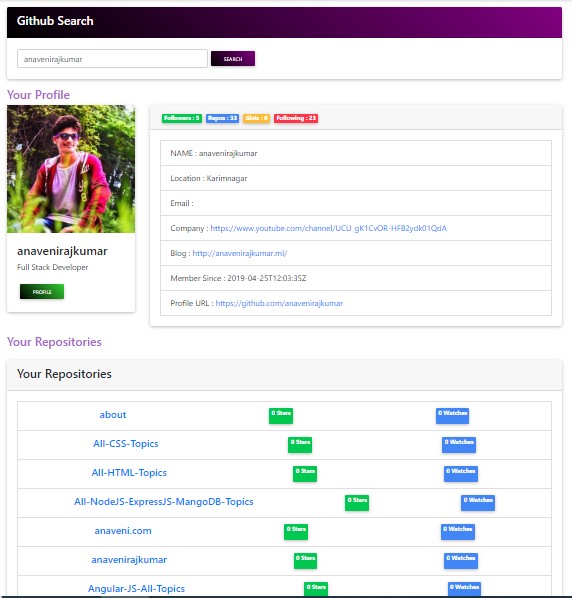 Github Search
anavenirajkumar
SEARCH
Your Profile
Followers : 5 Repos : 33 Gists : 0 Following : 23
NAME : anavenirajkumar
Location : Karimnagar
Email :
Company : https://www.youtube.com/channel/UCU_gK1CvOR-HFB2ydk01QdA
Blog : http://anavenirajkumar.ml/
Member Since : 2019-04-25T12:03:35Z
Profile URL : https://github.com/anavenirajkumar
anavenirajkumar
Full Stack Developer
PROFILE
Your Repositories
Your Repositories
about 0 Stars 0 Watches
All-CSS-Topics 0 Stars 0 Watches
All-HTML-Topics 0 Stars 0 Watches
All-NodeJS-ExpressJS-MangoDB-Topics 0 Stars 0 Watches
anaveni.com 0 Stars 0 Watches
anavenirajkumar 0 Stars 0 Watches
Angular-JS-All-Topics 0 Stars 0 Watches